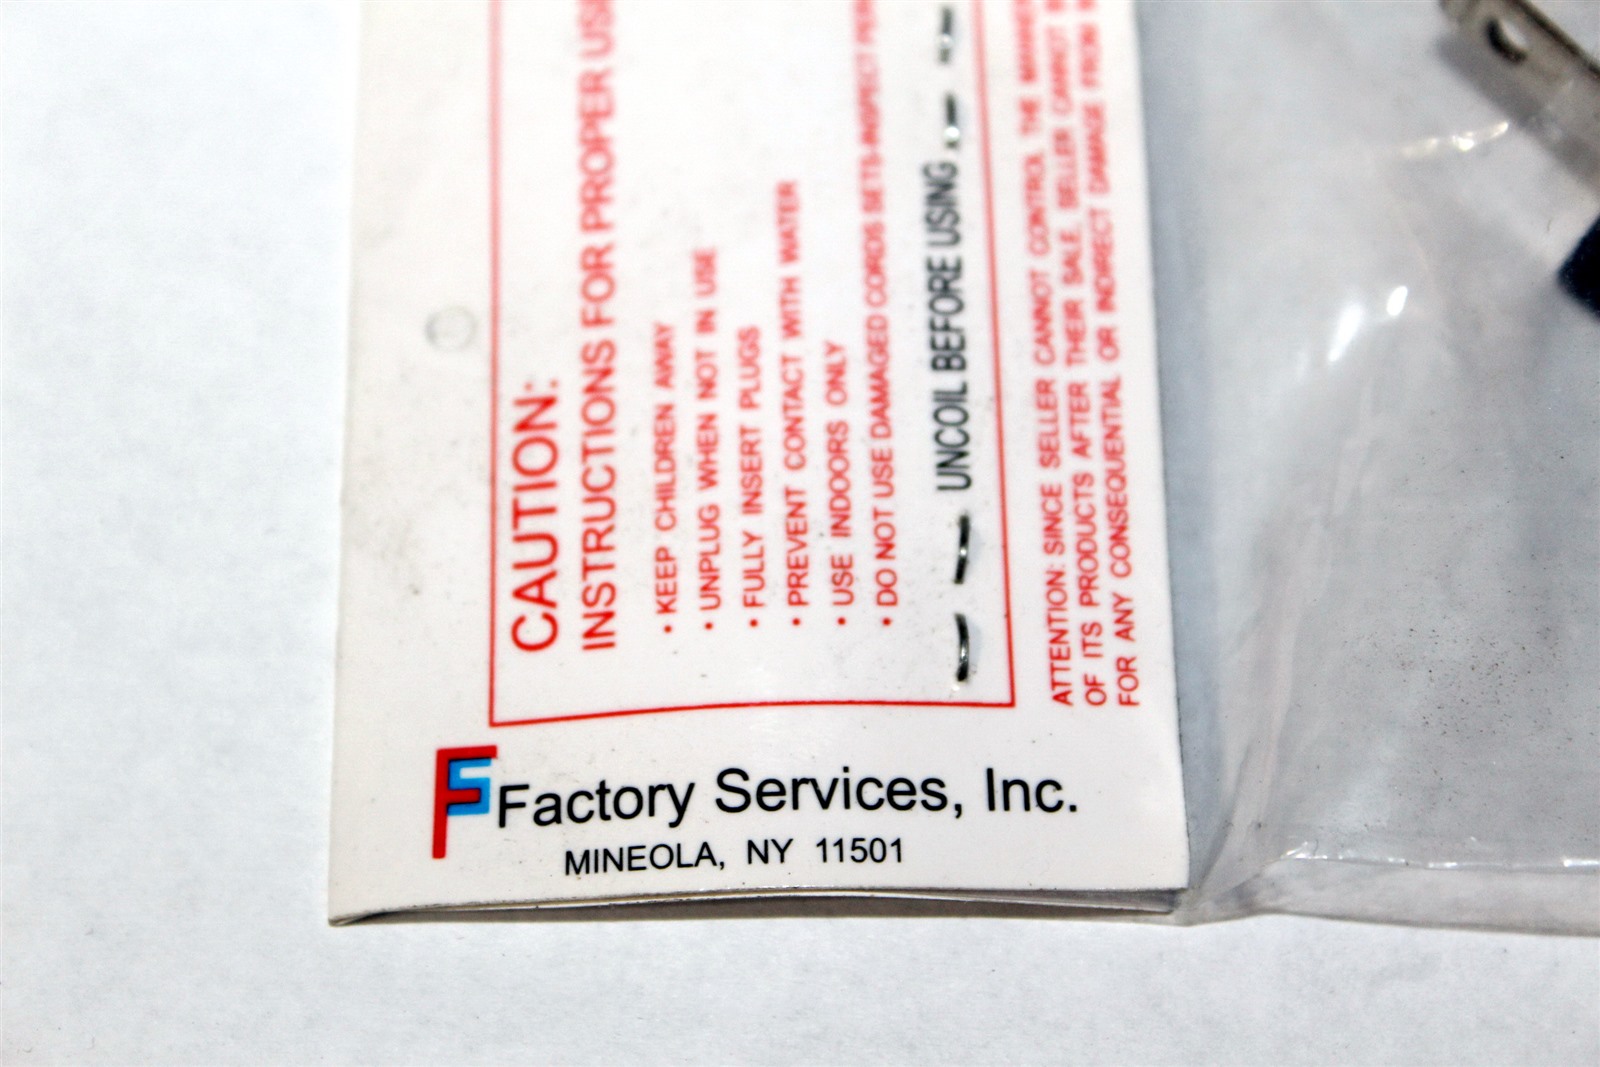 CAUTION:
INSTRUCTIONS FOR PROPER USE
• KEEP CHILDREN AWAY
• UNPLUG WHEN NOT IN USE
• FULLY INSERT PLUGS
• PREVENT CONTACT WITH WATER
• USE INDOORS ONLY
• DO NOT USE DAMAGED CORDS SETS-INSPECT
UNCOIL BEFORE USING
ATTENTION: SINCE SELLER CANNOT CONTROL THE
OF ITS PRODUCTS AFTER THEIR SALE, SELLER CANNOT
FOR ANY CONSEQUENTIAL OR INDIRECT DAMAGE FROM
FS Factory Services, Inc.
MINEOLA, NY 11501